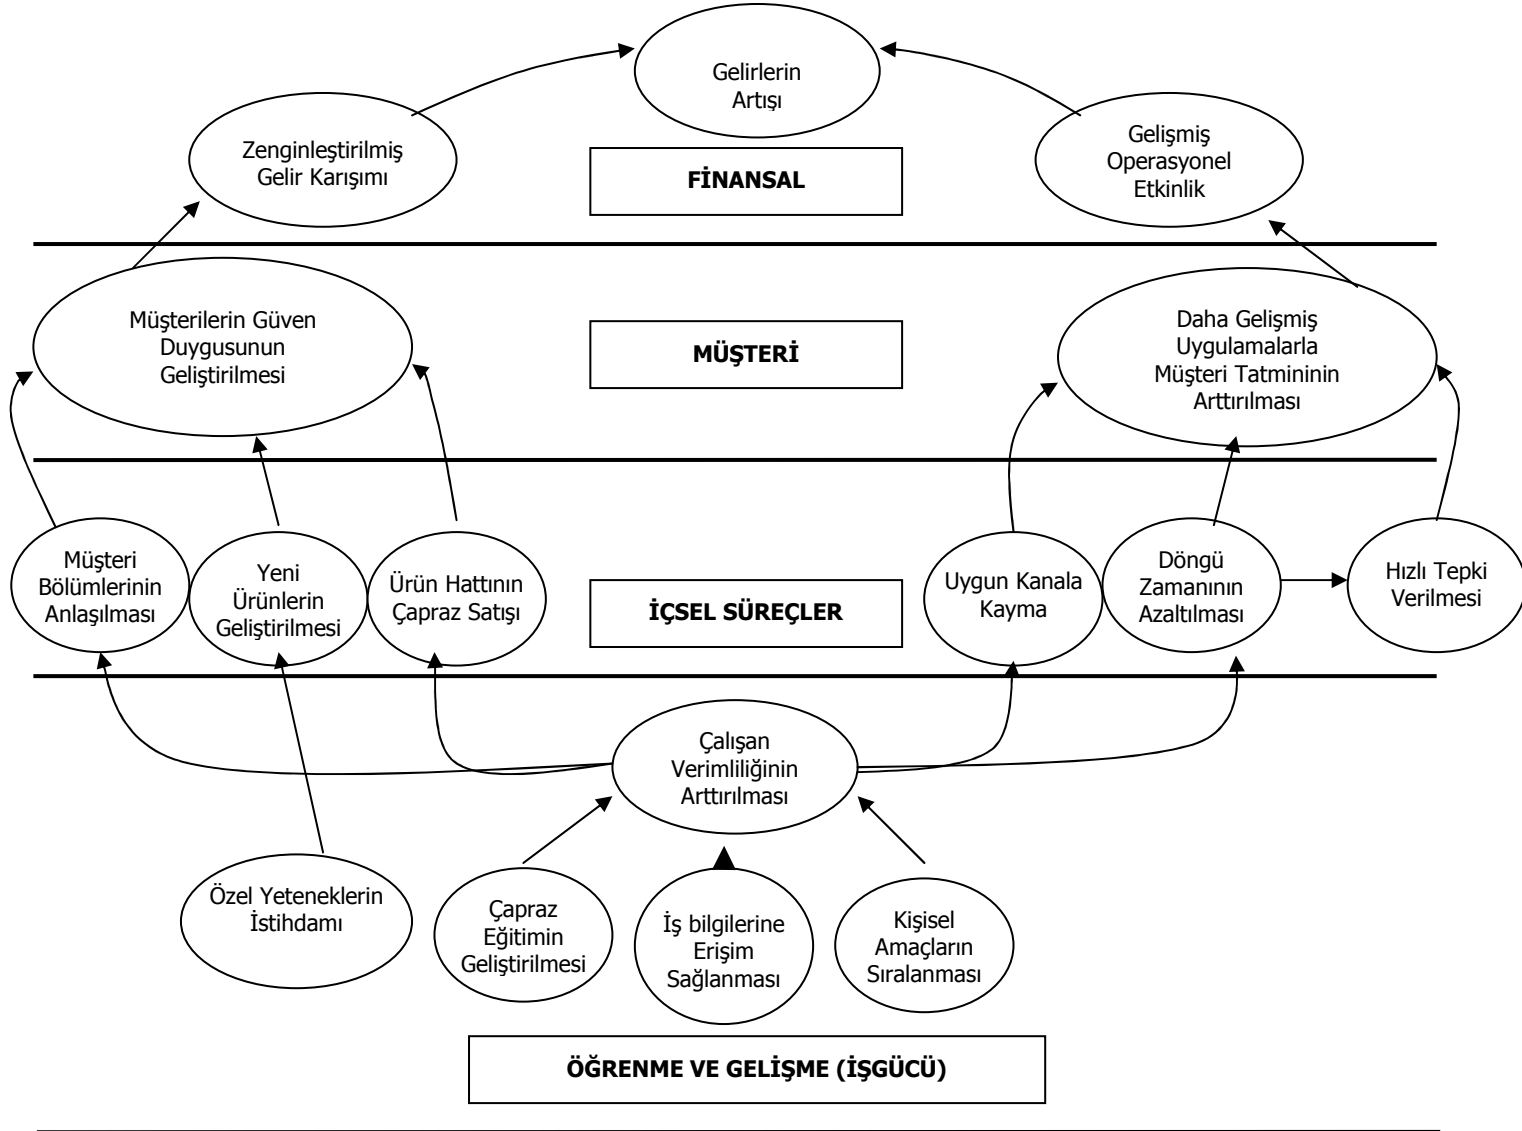 Gelirlerin
Artışı
Zenginleştirilmiş
Gelir Karışımı
FİNANSAL
Gelişmiş
Operasyonel
Etkinlik
Müşterilerin Güven
Duygusunun
Geliştirilmesi
MÜŞTERİ
Daha Gelişmiş
Uygulamalarla
Müşteri Tatmininin
Arttırılması
Müşteri
Bölümlerinin
Anlaşılması
Yeni
Ürünlerin
Geliştirilmesi
Ürün Hattının
Çapraz Satışı
İÇSEL SÜREÇLER
Uygun Kanala
Kayma
Döngü
Zamanının
Azaltılması
Hızlı Tepki
Verilmesi
Çalışan
Verimliliğinin
Arttırılması
Özel Yeteneklerin
İstihdamı
Çapraz
Eğitimin
Geliştirilmesi
İş bilgilerine
Erişim
Sağlanması
Kişisel
Amaçların
Sıralanması
ÖĞRENME VE GELİŞME (İŞGÜCÜ)